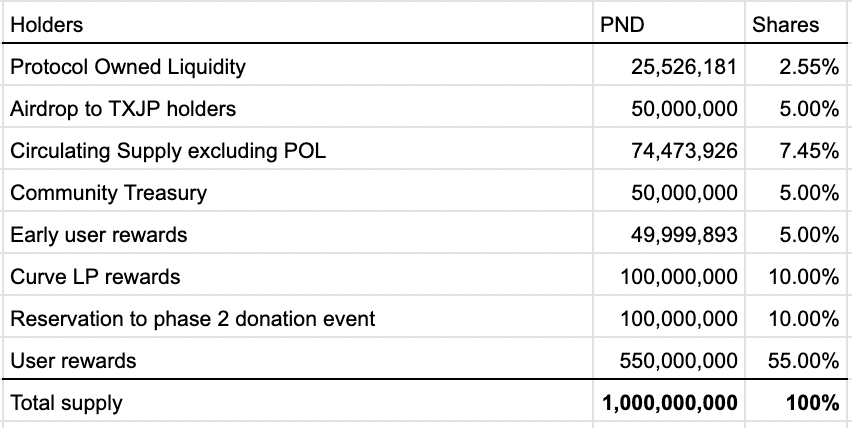 Holders PND Shares
Protocol Owned Liquidity 25,526,181 2.55%
Airdrop to TXJP holders 50,000,000 5.00%
Circulating Supply excluding POL 74,473,926 7.45%
Community Treasury 50,000,000 5.00%
Early user rewards 49,999,893 5.00%
Curve LP rewards 100,000,000 10.00%
Reservation to phase 2 donation event 100,000,000 10.00%
User rewards 550,000,000 55.00%
Total supply 1,000,000,000 100%